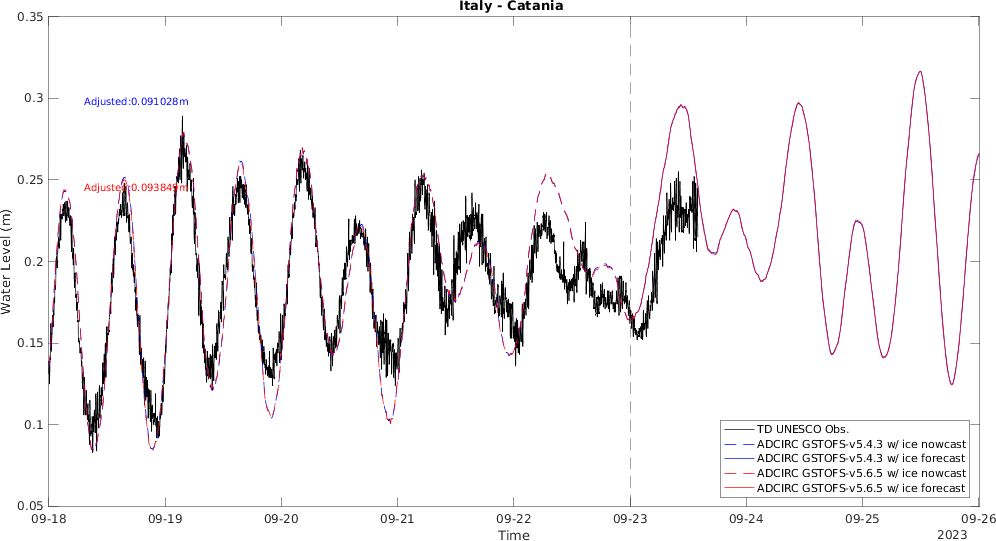 Italy - Catania
0.35
0.3
0.25
0.2
0.15
0.1
0.05
Water Level (m)
Adjusted:0.091028m
Adjusted:0.093849m
TD UNESCO Obs.
ADCIRC GSTOFS-v5.4.3 w/ ice nowcast
ADCIRC GSTOFS-v5.4.3 w/ ice forecast
ADCIRC GSTOFS-v5.6.5 w/ ice nowcast
ADCIRC GSTOFS-v5.6.5 w/ ice forecast
09-18 09-19 09-20 09-21 09-22 09-23 09-24 09-25 09-26
Time
2023